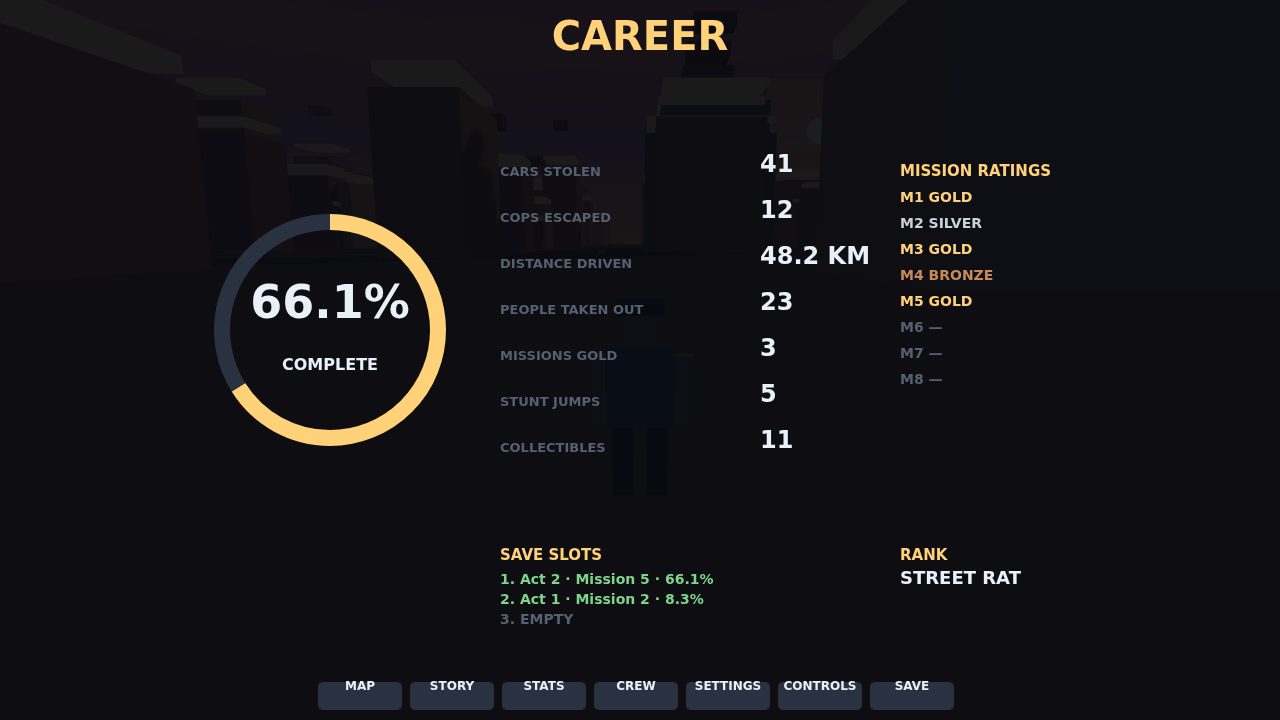 CAREER
66.1%
COMPLETE
CARS STOLEN 41
COPS ESCAPED 12
DISTANCE DRIVEN 48.2 KM
PEOPLE TAKEN OUT 23
MISSIONS GOLD 3
STUNT JUMPS 5
COLLECTIBLES 11
MISSION RATINGS
M1 GOLD
M2 SILVER
M3 GOLD
M4 BRONZE
M5 GOLD
M6 —
M7 —
M8 —
SAVE SLOTS
1. Act 2 · Mission 5 · 66.1%
2. Act 1 · Mission 2 · 8.3%
3. EMPTY
RANK
STREET RAT
MAP STORY STATS CREW SETTINGS CONTROLS SAVE